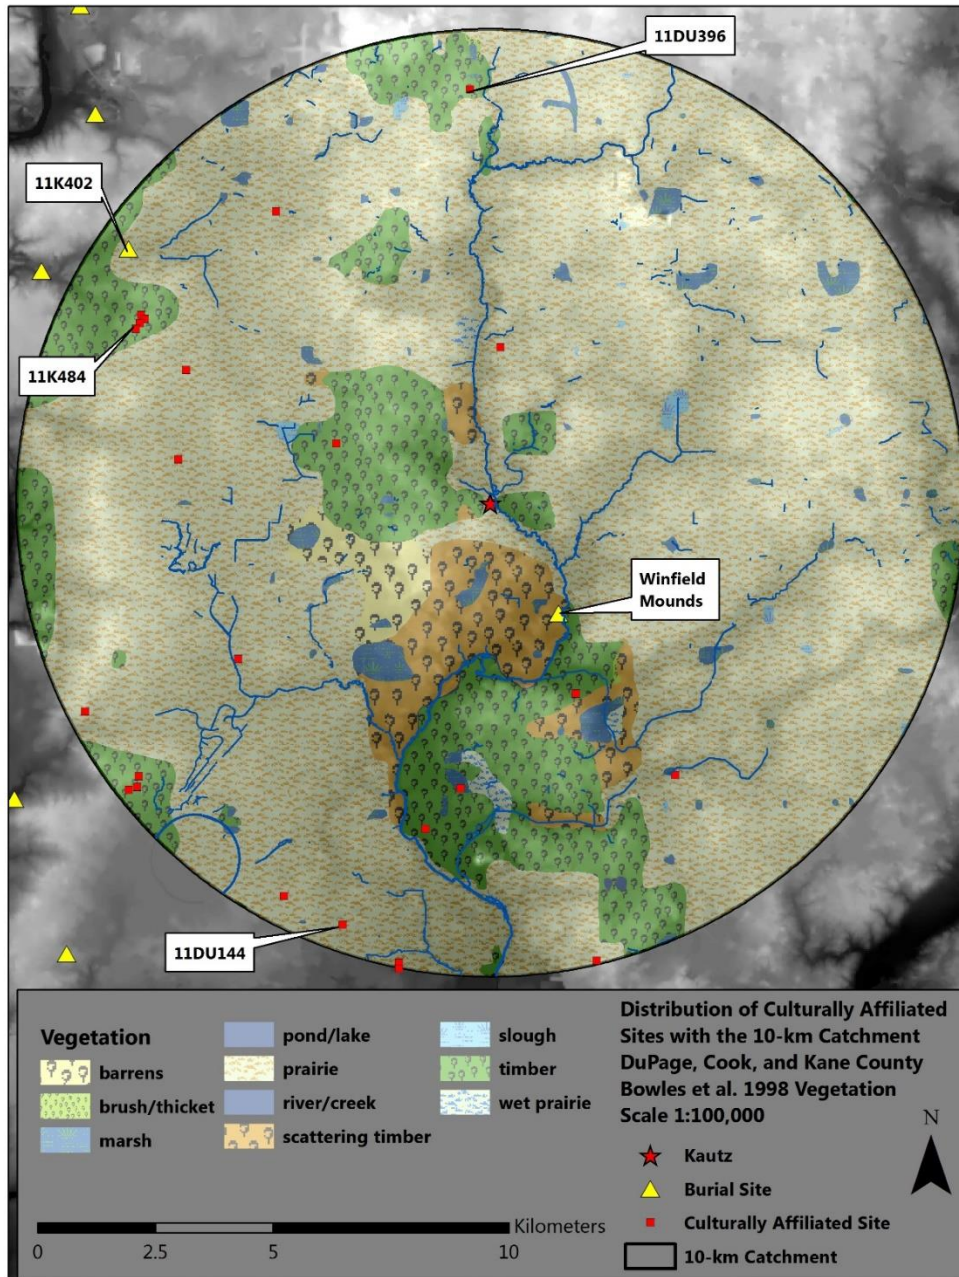 11DU396
11K402
11K484
Winfield
Mounds
11DU144
Vegetation
barrens
brush/thicket
marsh
pond/lake
prairie
river/creek
scattering timber
slough
timber
wet prairie
Distribution of Culturally Affiliated
Sites with the 10-km Catchment
DuPage, Cook, and Kane County
Bowles et al. 1998 Vegetation
Scale 1:100,000
N
Kautz
Burial Site
Culturally Affiliated Site
10-km Catchment
Kilometers
0 2.5 5 10